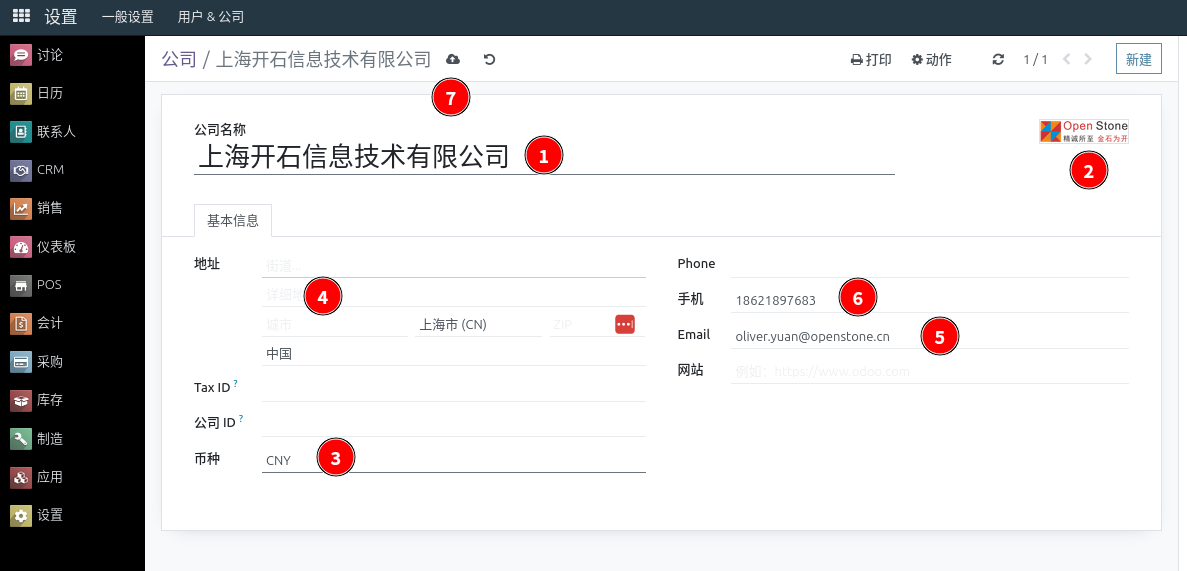 设置 一般设置 用户 & 公司
讨论
日历
联系人
CRM
销售
仪表板
POS
会计
采购
库存
制造
应用
设置
公司 / 上海开石信息技术有限公司
打印 动作 1 / 1 新建
7
公司名称
上海开石信息技术有限公司 1
Open Stone
精诚所至 金石为开
2
基本信息
地址 街道...
4
城市 上海市 (CN) ZIP
中国
Tax ID ?
公司 ID ?
币种 CNY 3
Phone
手机 18621897683 6
Email oliver.yuan@openstone.cn 5
网站 例如：https://www.odoo.com